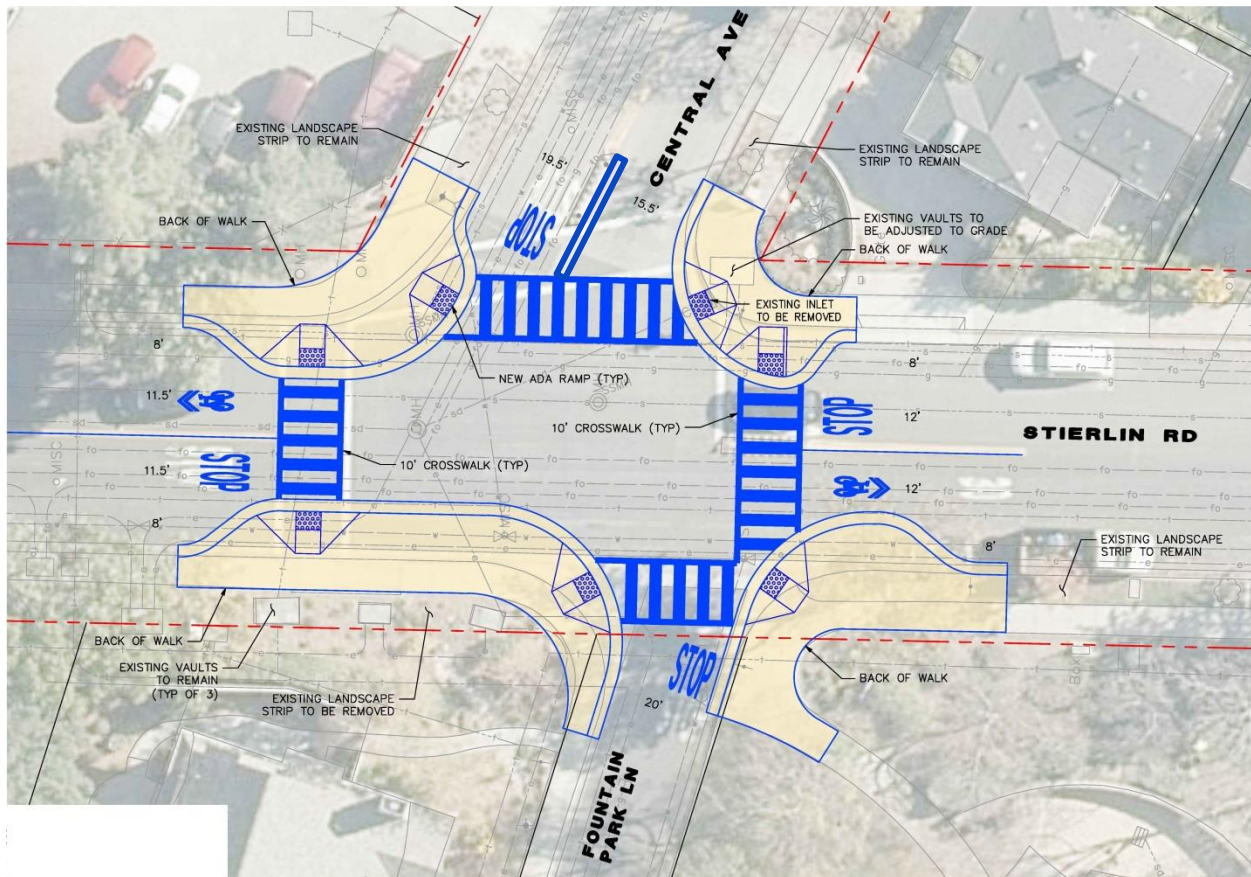 CENTRAL AVE
EXISTING LANDSCAPE
STRIP TO REMAIN
19.5'
15.5'
EXISTING LANDSCAPE
STRIP TO REMAIN
BACK OF WALK
STOP
EXISTING VAULTS TO
BE ADJUSTED TO GRADE
BACK OF WALK
EXISTING INLET
TO BE REMOVED
8'
8'
NEW ADA RAMP (TYP)
11.5'
10' CROSSWALK (TYP)
STOP
12'
STIERLIN RD
10' CROSSWALK (TYP)
11.5'
STOP
12'
8'
8'
EXISTING LANDSCAPE
STRIP TO REMAIN
BACK OF WALK
EXISTING VAULTS
TO REMAIN
(TYP OF 3)
EXISTING LANDSCAPE
STRIP TO BE REMOVED
STOP
20'
BACK OF WALK
FOUNTAIN
PARK LN
MISC
MISC
MH
MISC